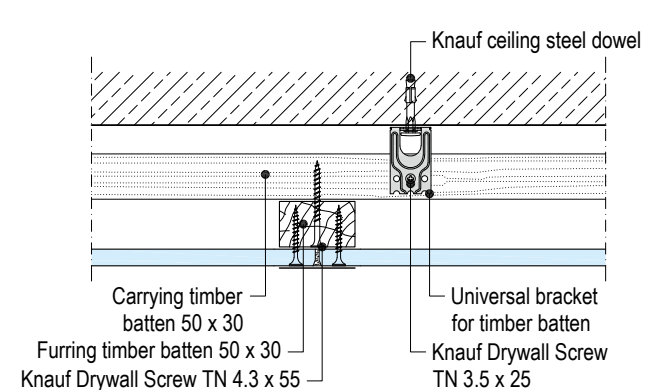 Knauf ceiling steel dowel
Carrying timber
batten 50 x 30
Furring timber batten 50 x 30
Knauf Drywall Screw TN 4.3 x 55
Universal bracket
for timber batten
Knauf Drywall Screw
TN 3.5 x 25